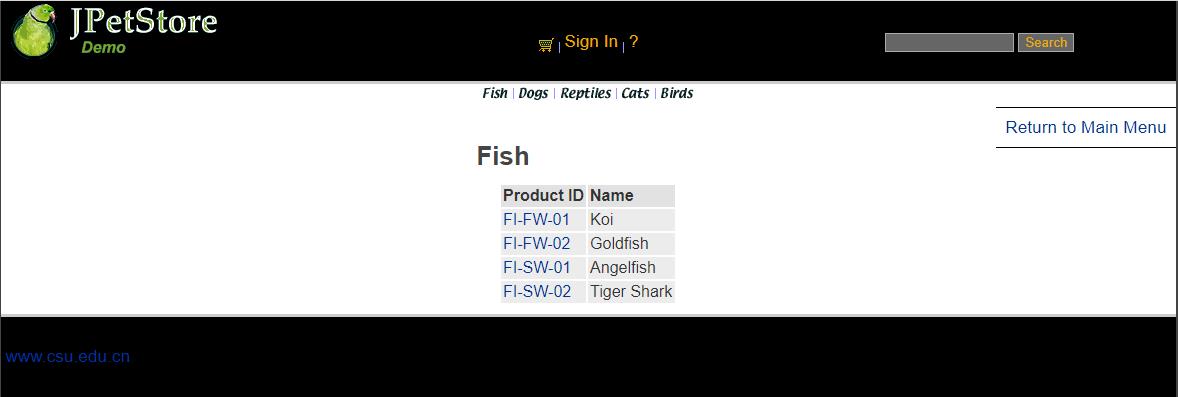 JPetStore
Demo
Sign In | ?
Search
Fish | Dogs | Reptiles | Cats | Birds
Return to Main Menu
Fish
Product ID Name
FI-FW-01 Koi
FI-FW-02 Goldfish
FI-SW-01 Angelfish
FI-SW-02 Tiger Shark
www.csu.edu.cn